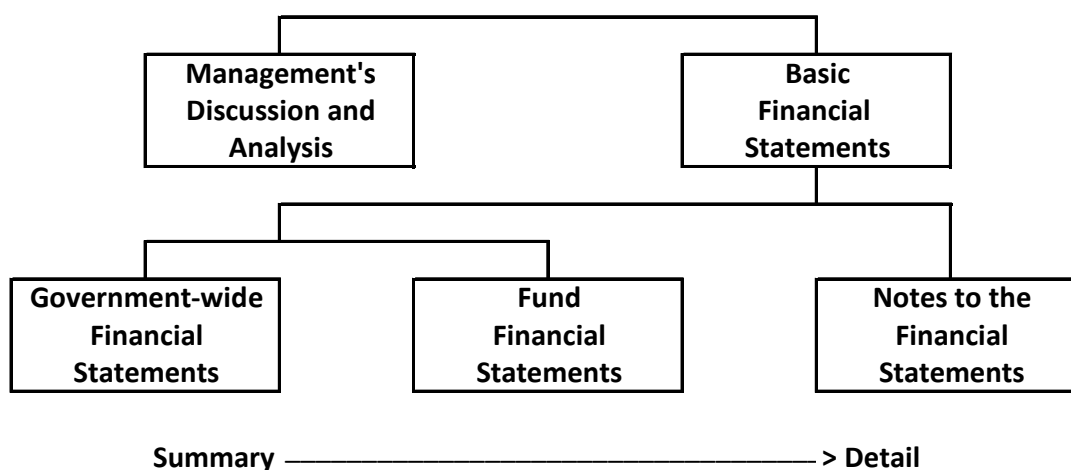 Management's
Discussion and
Analysis
Basic
Financial
Statements
Government-wide
Financial
Statements
Fund
Financial
Statements
Notes to the
Financial
Statements
Summary > Detail